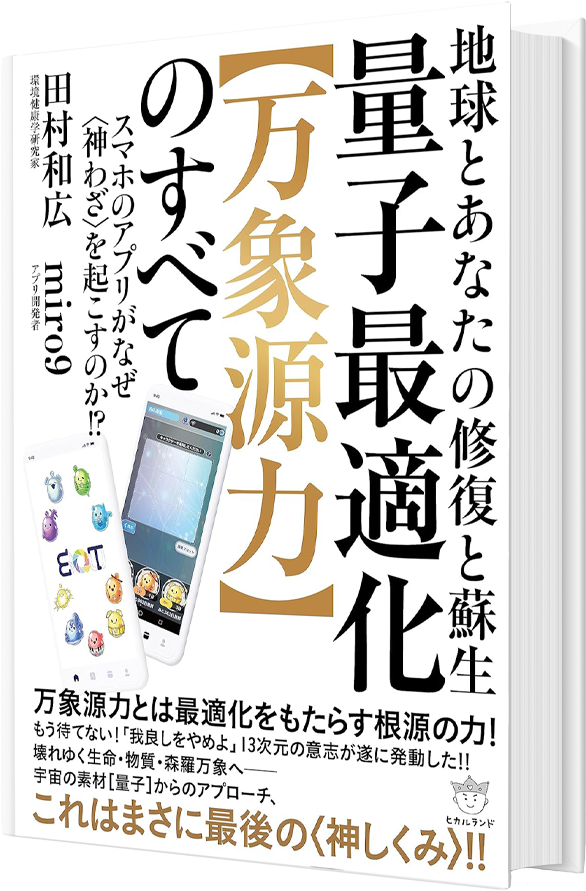 地球とあなたの修復と蘇生
量子最適化
【万象源力】
のすべて
スマホのアプリがなぜ
〈神わざ〉を起こすのか!?
田村和広
環境健康学研究家
miro9
アプリ開発者
万象源力とは最適化をもたらす根源の力!
もう待てない!「我良しをやめよ」13次元の意志が遂に発動した!!
壊れゆく生命・物質・森羅万象へ――
宇宙の素材[量子]からのアプローチ、
これはまさに最後の〈神しくみ〉!!
ヒカルランド